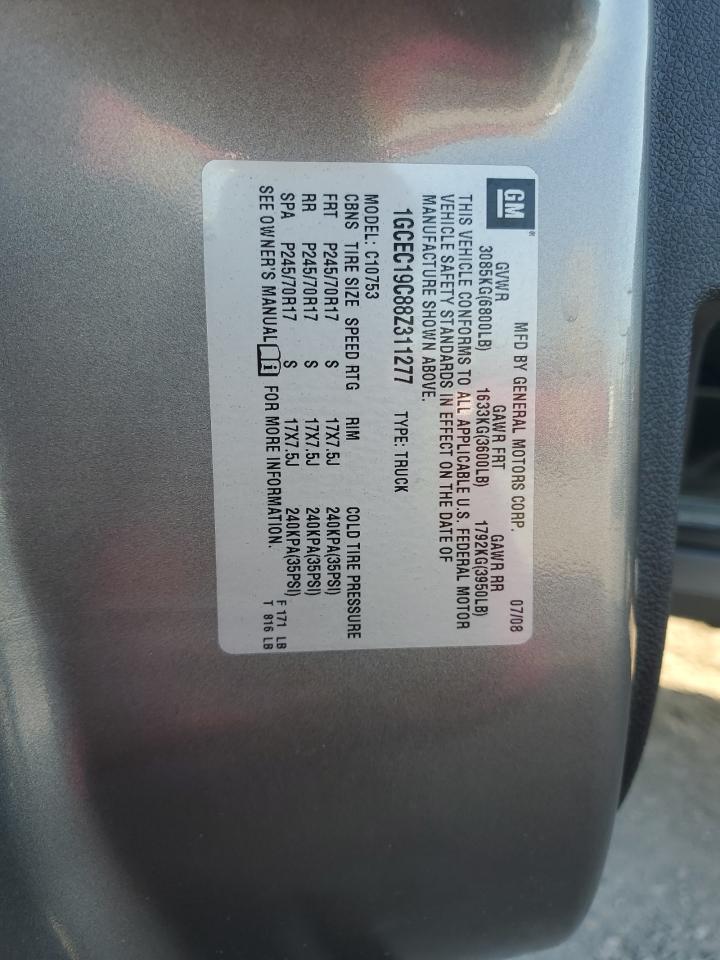 GM®
MFD BY GENERAL MOTORS CORP. 07/08
GVWR GAWR FRT GAWR RR
3085KG(6800LB) 1633KG(3600LB) 1792KG(3950LB)
THIS VEHICLE CONFORMS TO ALL APPLICABLE U.S. FEDERAL MOTOR
VEHICLE SAFETY STANDARDS IN EFFECT ON THE DATE OF
MANUFACTURE SHOWN ABOVE.
1GCEC19C88Z311277 TYPE: TRUCK
MODEL: C10753
CBNS TIRE SIZE SPEED RTG RIM COLD TIRE PRESSURE
FRT P245/70R17 S 17X7.5J 240KPA(35PSI)
RR P245/70R17 S 17X7.5J 240KPA(35PSI)
SPA P245/70R17 S 17X7.5J 240KPA(35PSI)
SEE OWNER'S MANUAL FOR MORE INFORMATION.
F 171 LB
T 816 LB